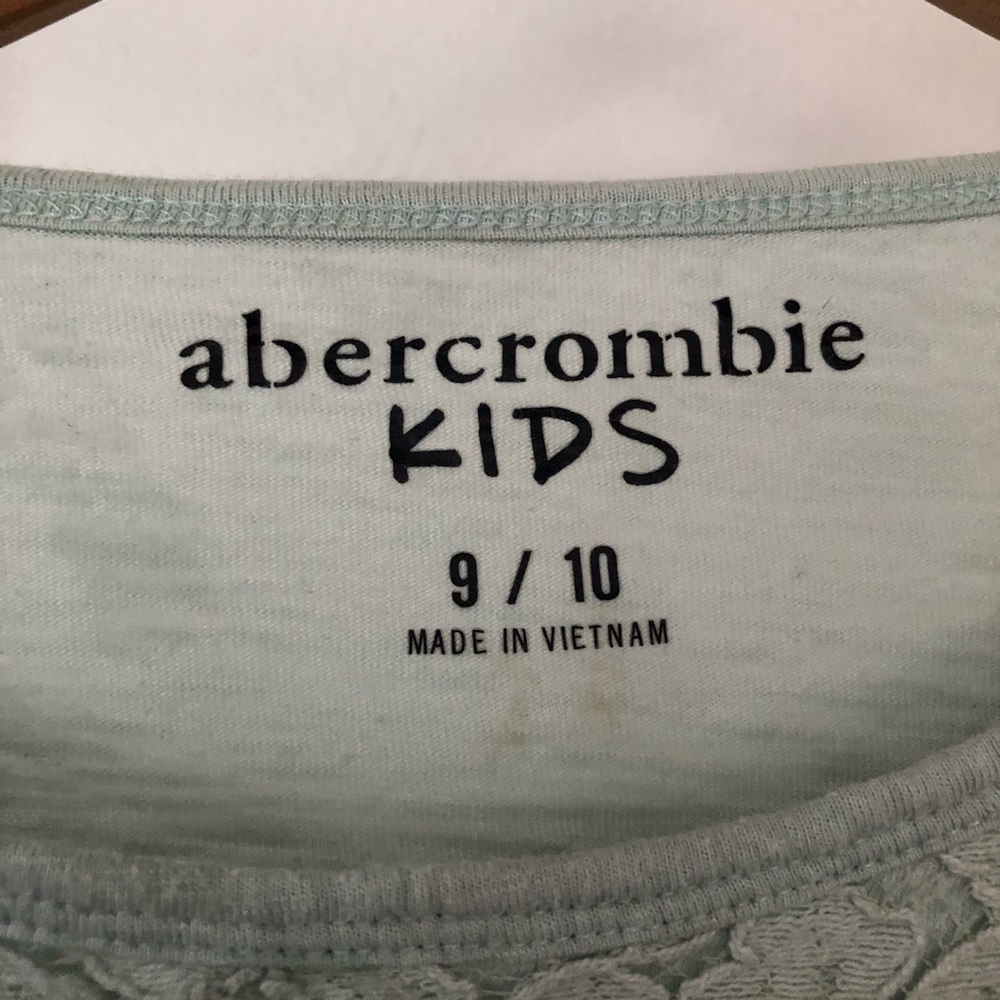 abercrombie
KIDS
9 / 10
MADE IN VIETNAM